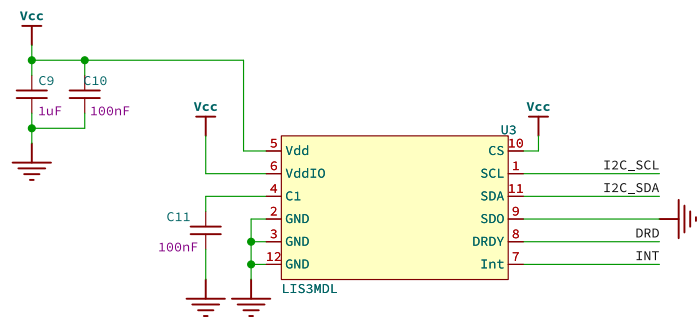 Vcc
C9
C10
1uF
100nF
Vcc
Vcc
U3
5 Vdd
CS 10
6 VddIO
SCL 1
I2C_SCL
4 C1
SDA 11
I2C_SDA
C11
100nF
2 GND
SDO 9
3 GND
DRDY 8
DRD
12 GND
Int 7
INT
LIS3MDL